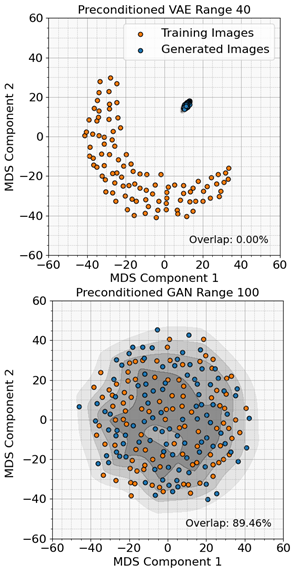 Preconditioned VAE Range 40
60
Training Images
Generated Images
40
20
0
−20
−40
−60
MDS Component 2
Overlap: 0.00%
−60 −40 −20 0 20 40 60
MDS Component 1
Preconditioned GAN Range 100
60
40
20
0
−20
−40
−60
MDS Component 2
Overlap: 89.46%
−60 −40 −20 0 20 40 60
MDS Component 1